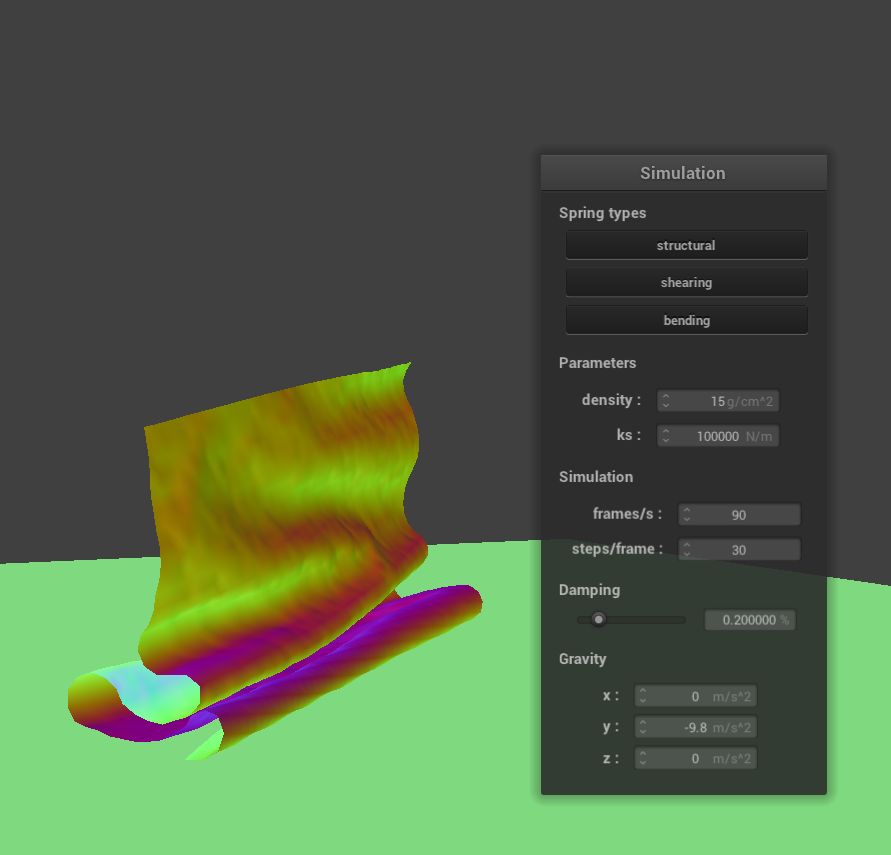 Simulation
Spring types
structural
shearing
bending
Parameters
density : 15 g/cm^2
ks : 100000 N/m
Simulation
frames/s : 90
steps/frame : 30
Damping
0.200000 %
Gravity
x : 0 m/s^2
y : -9.8 m/s^2
z : 0 m/s^2